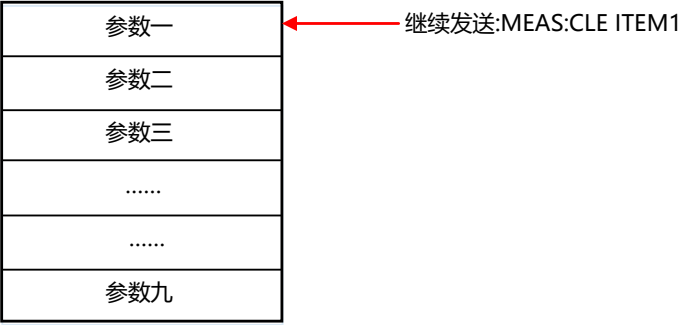 参数一
继续发送:MEAS:CLE ITEM1
参数二
参数三
......
......
参数九